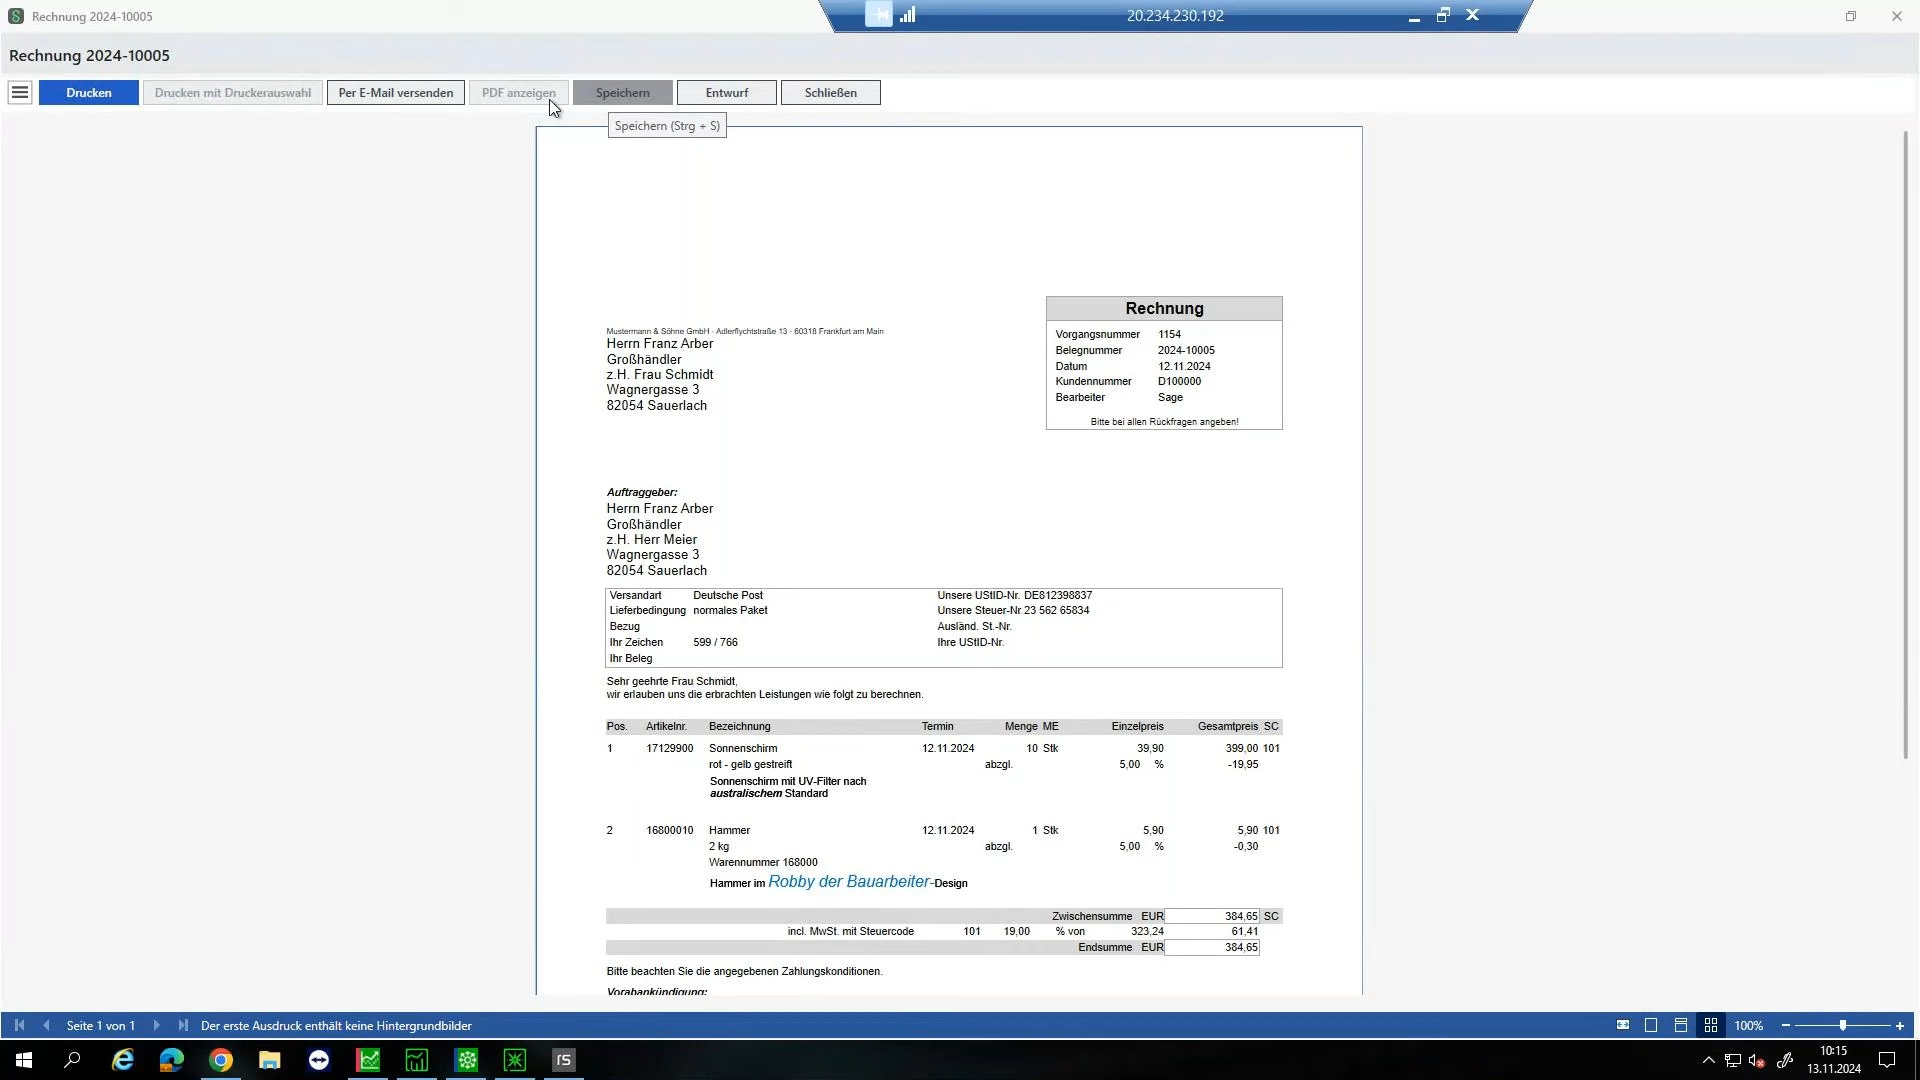 Rechnung 2024-10005
20.234.230.192
Rechnung 2024-10005
Drucken
Drucken mit Druckerauswahl
Per E-Mail versenden
PDF anzeigen
Speichern
Entwurf
Schließen
Speichern (Strg + S)
Rechnung
Vorgangsnummer 1154
Belegnummer 2024-10005
Datum 12.11.2024
Kundennummer D100000
Bearbeiter Sage
Bitte bei allen Rückfragen angeben!
Mustermann & Söhne GmbH - Adlerflychtstraße 13 - 60318 Frankfurt am Main
Herrn Franz Arber
Großhändler
z.H. Frau Schmidt
Wagnergasse 3
82054 Sauerlach
Auftraggeber:
Herrn Franz Arber
Großhändler
z.H. Herr Meier
Wagnergasse 3
82054 Sauerlach
Versandart Deutsche Post Unsere UStID-Nr. DE812398837
Lieferbedingung normales Paket Unsere Steuer-Nr 23 562 65834
Bezug Ausländ. St.-Nr.
Ihr Zeichen 599 / 766 Ihre UStID-Nr.
Ihr Beleg
Sehr geehrte Frau Schmidt,
wir erlauben uns die erbrachten Leistungen wie folgt zu berechnen.
Pos. Artikelnr. Bezeichnung Termin Menge ME Einzelpreis Gesamtpreis SC
1 17129900 Sonnenschirm 12.11.2024 10 Stk 39,90 399,00 101
rot - gelb gestreift abzgl. 5,00 % -19,95
Sonnenschirm mit UV-Filter nach
australischem Standard
2 16800010 Hammer 12.11.2024 1 Stk 5,90 5,90 101
2 kg abzgl. 5,00 % -0,30
Warennummer 168000
Hammer im Robby der Bauarbeiter-Design
Zwischensumme EUR 384,65 SC
incl. MwSt. mit Steuercode 101 19,00 % von 323,24 61,41
Endsumme EUR 384,65
Bitte beachten Sie die angegebenen Zahlungskonditionen.
Vorabankündigung:
Seite 1 von 1
Der erste Ausdruck enthält keine Hintergrundbilder
100%
10:15
13.11.2024